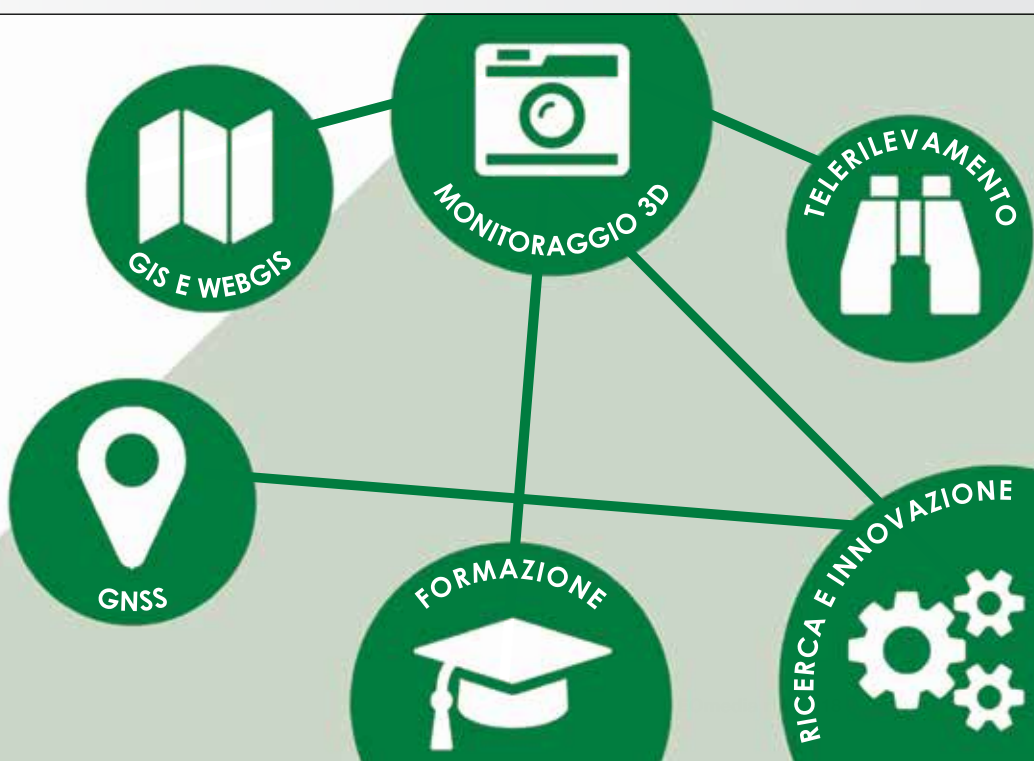 MONITORAGGIO 3D
GIS E WEBGIS
TELERILEVAMENTO
GNSS
FORMAZIONE
RICERCA E INNOVAZIONE